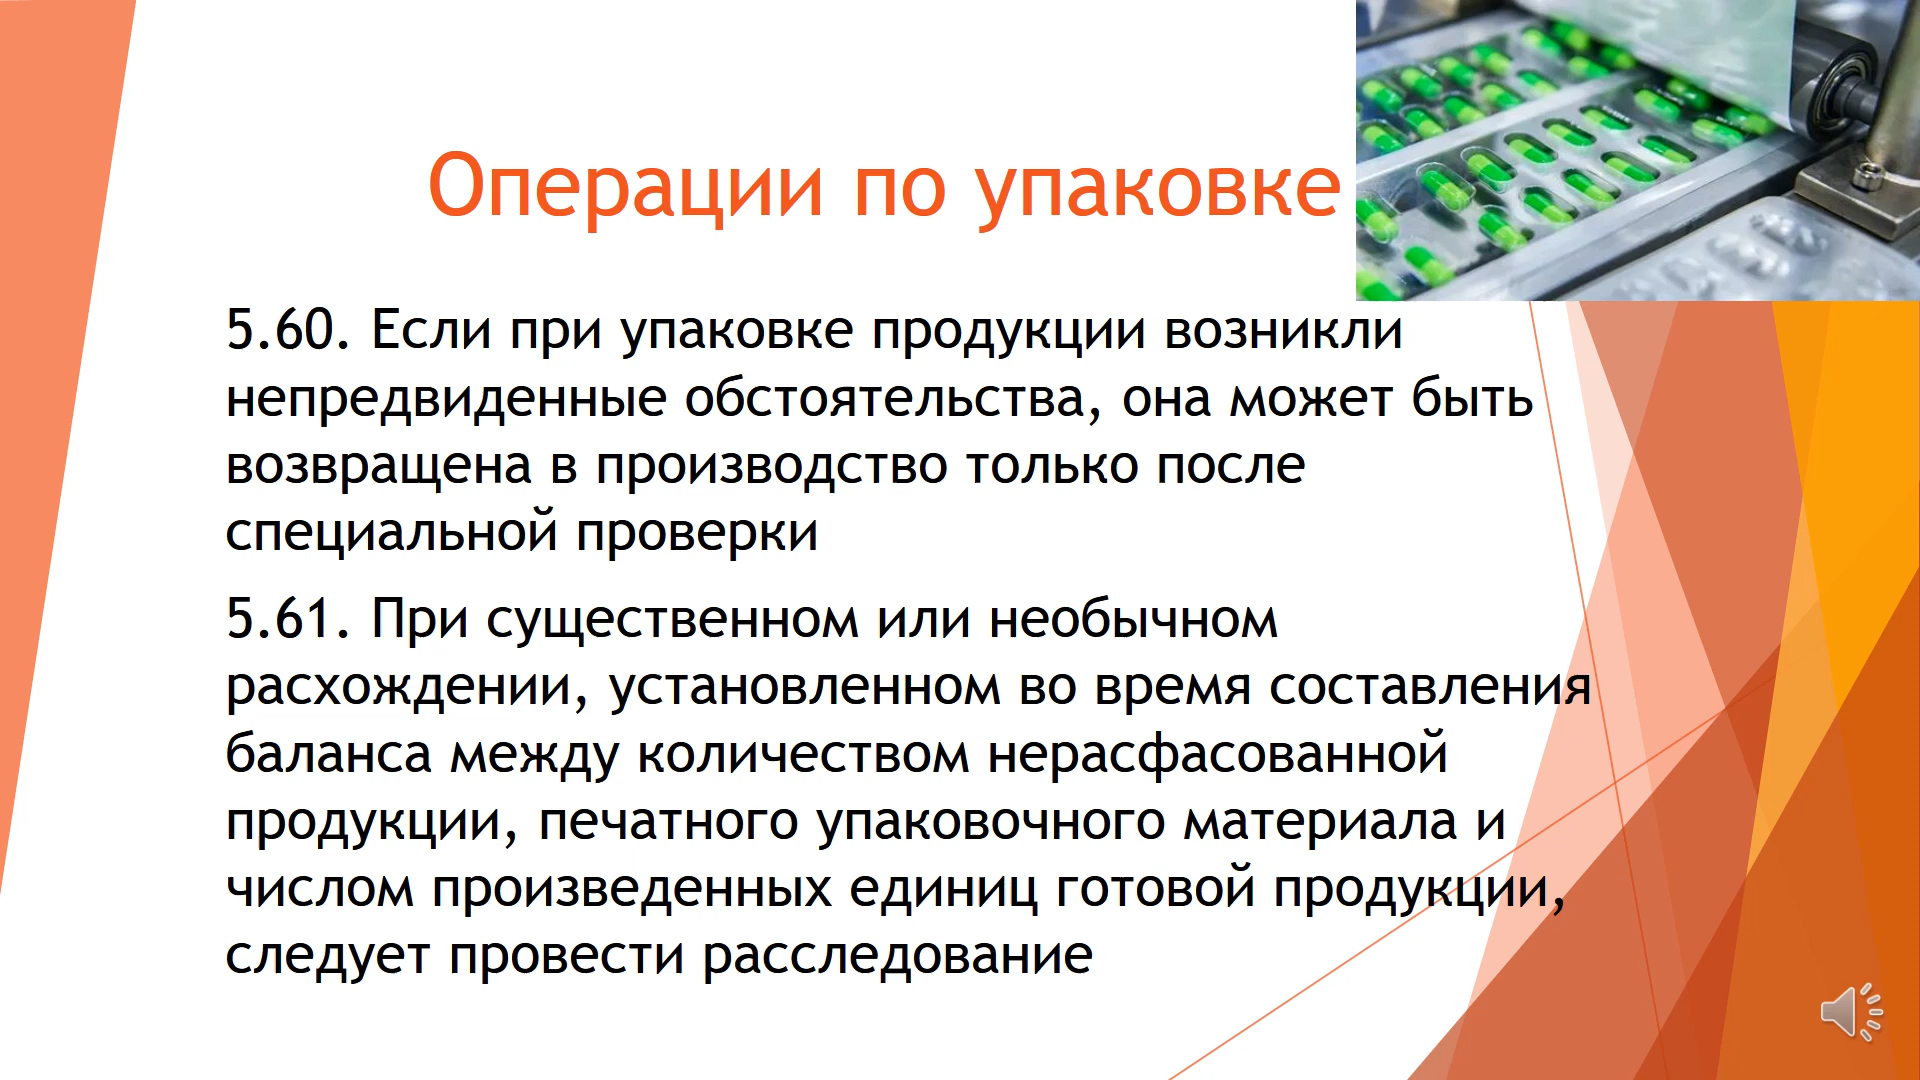 Операции по упаковке
5.60. Если при упаковке продукции возникли
непредвиденные обстоятельства, она может быть
возвращена в производство только после
специальной проверки
5.61. При существенном или необычном
расхождении, установленном во время составления
баланса между количеством нерасфасованной
продукции, печатного упаковочного материала и
числом произведенных единиц готовой продукции,
следует провести расследование